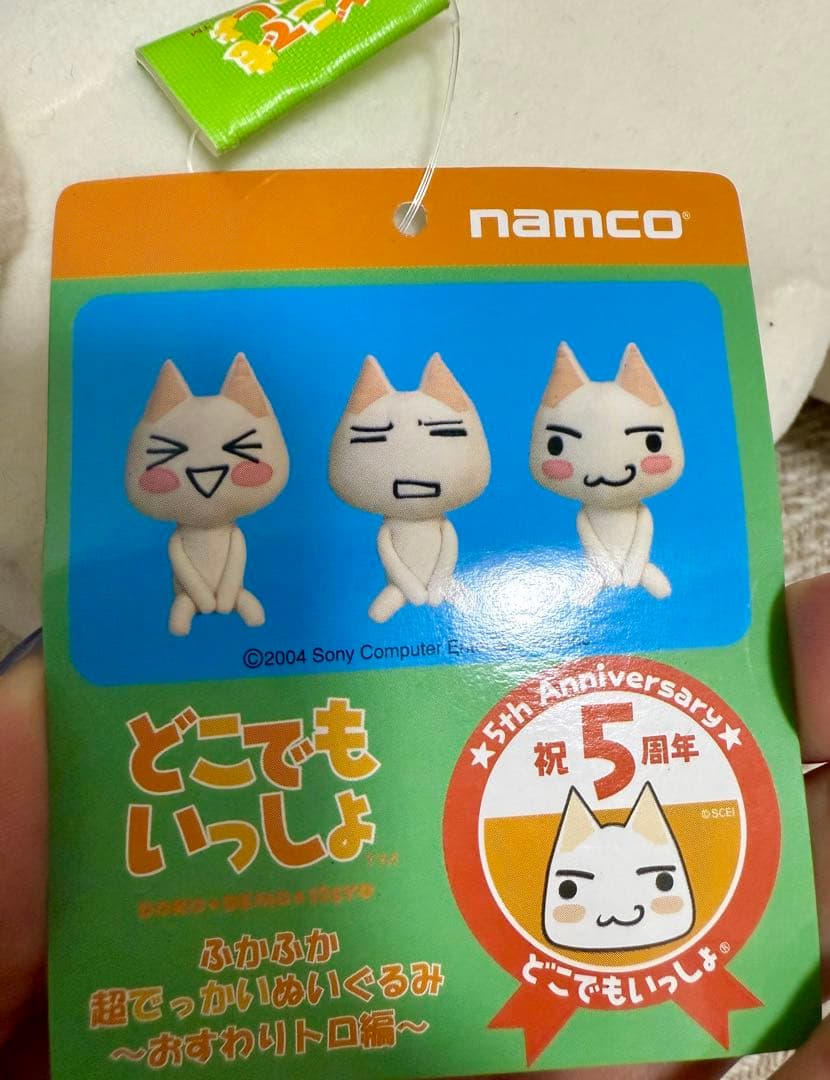 namco®
©2004 Sony Computer
★5th Anniversary★
祝5周年
©SCEI
どこでもいっしょ®
どこでも
いっしょ™
DOKO★DEMO★ISSYO
ふかふか
超でっかいぬいぐるみ
〜おすわりトロ編〜